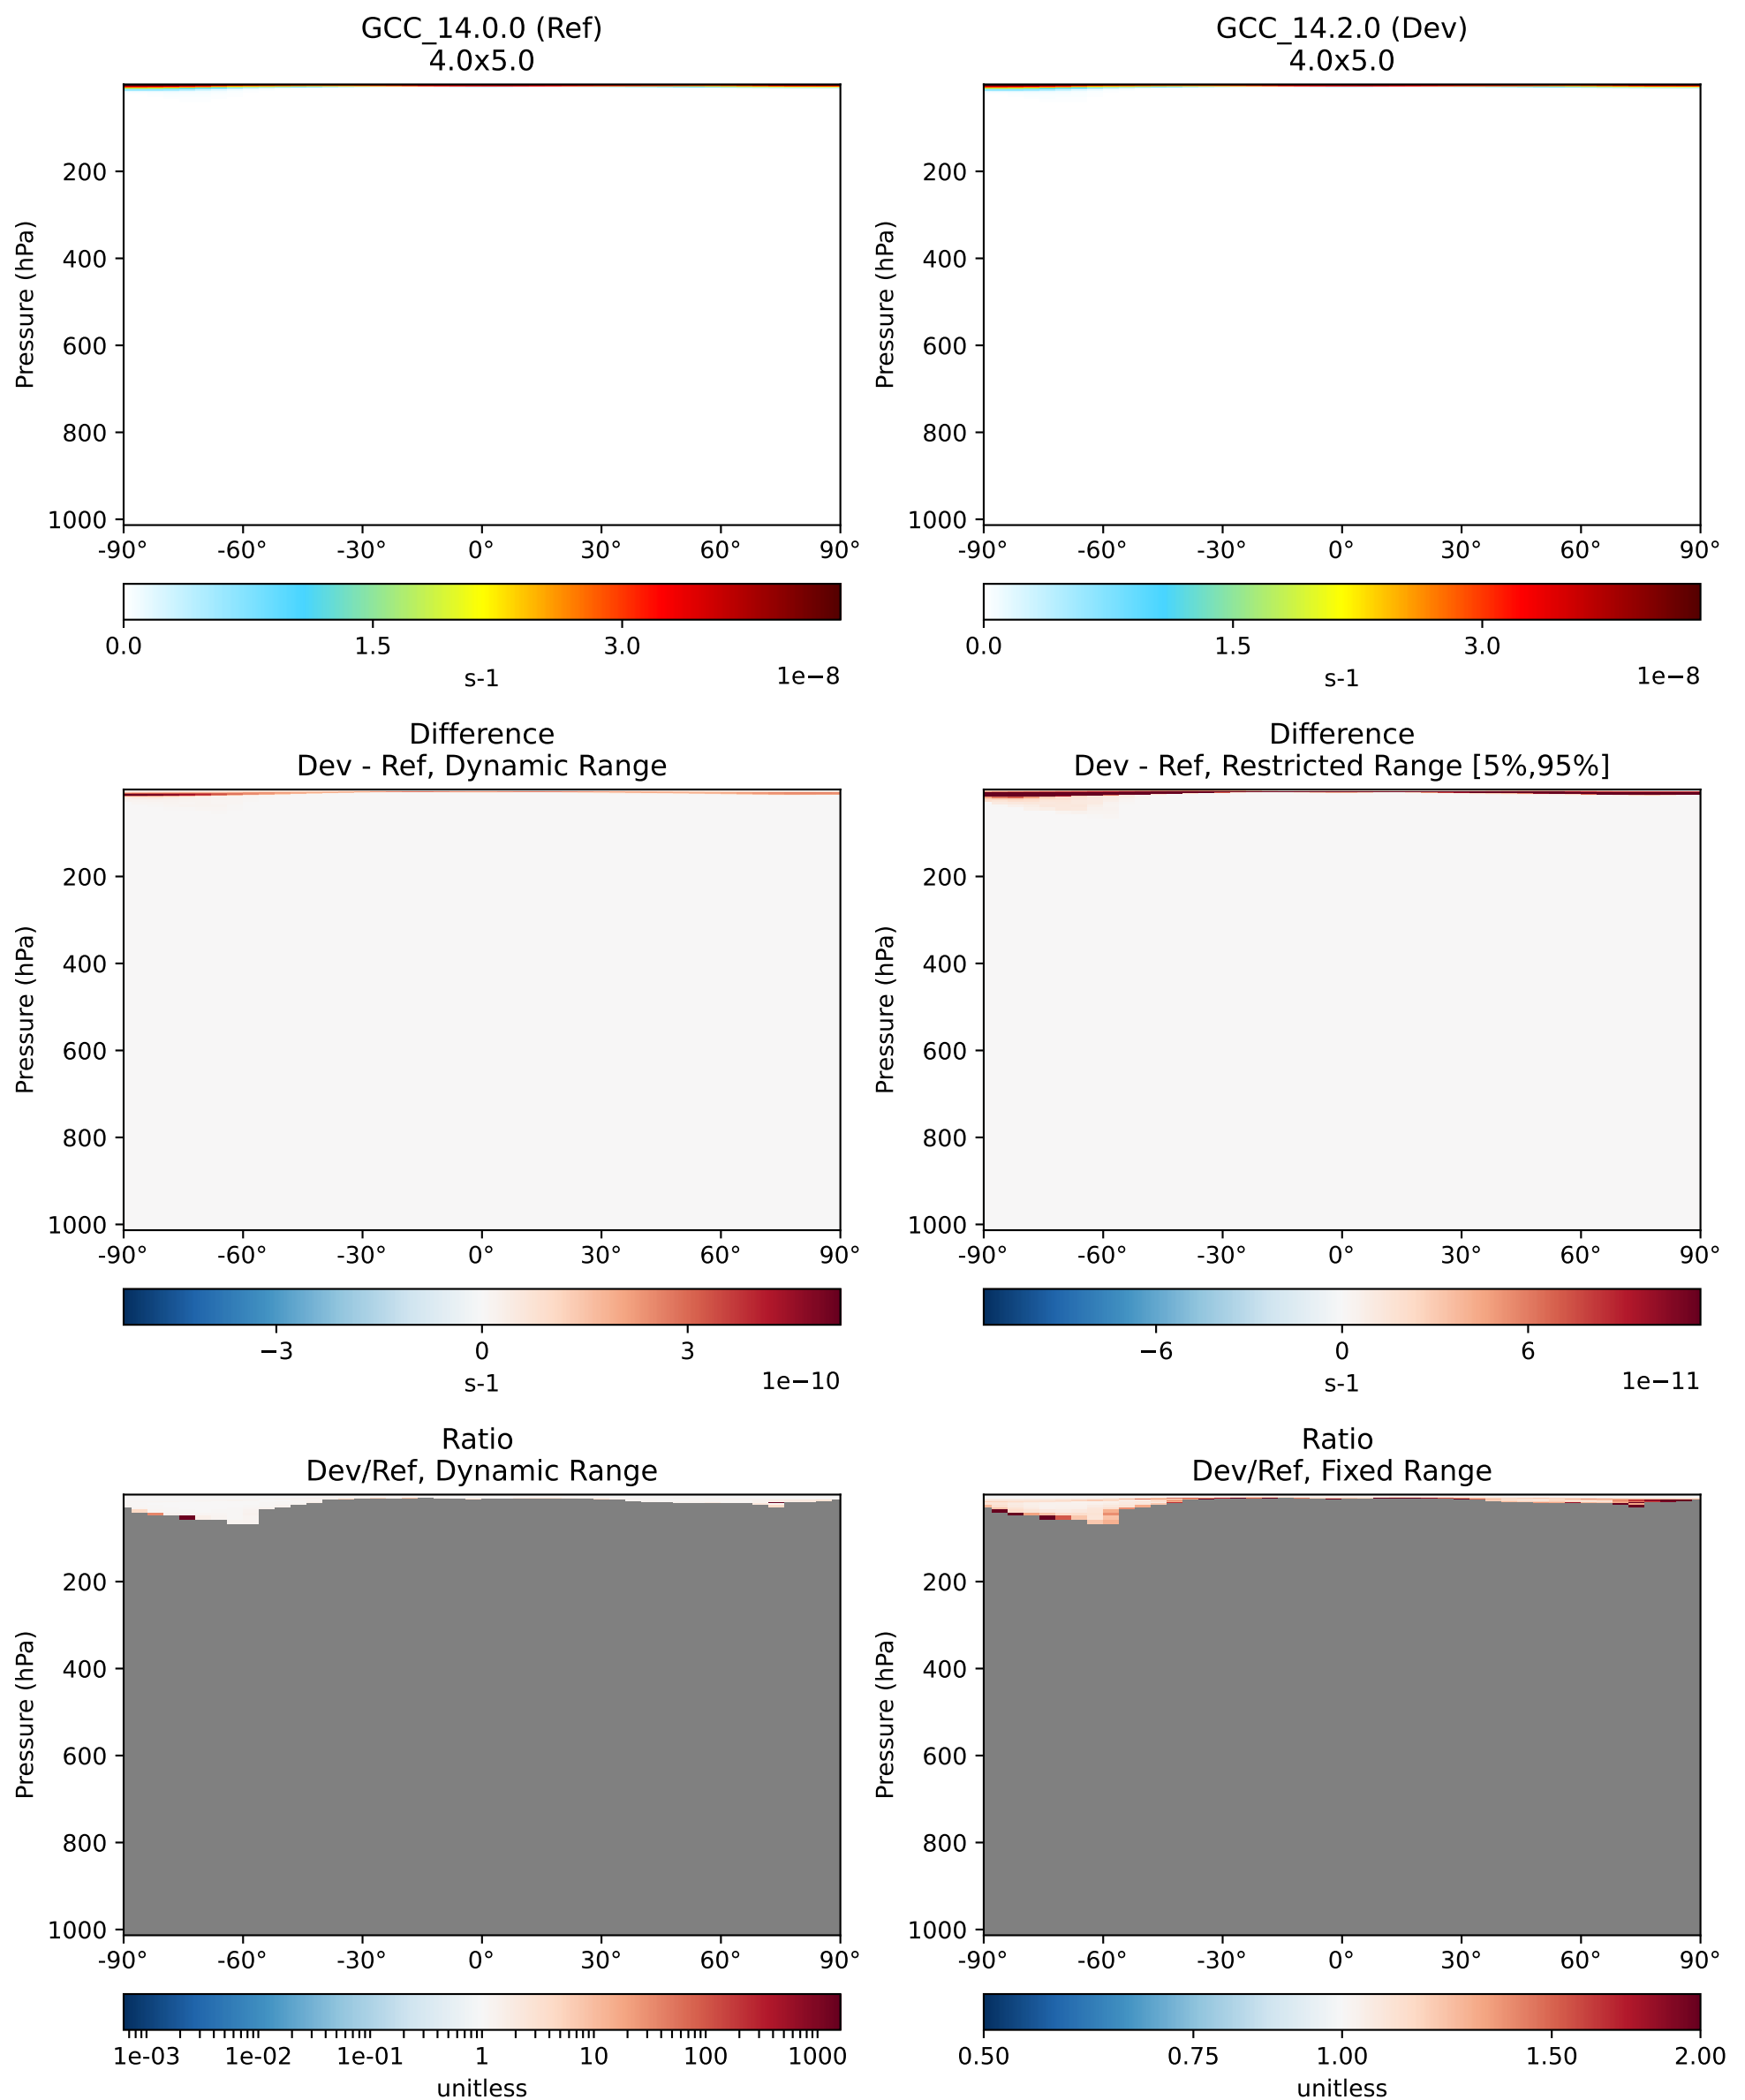 GCC_14.0.0 (Ref)
4.0x5.0
Pressure (hPa)
200
400
600
800
1000
-90° -60° -30° 0° 30° 60° 90°
0.0 1.5 3.0
s-1 1e−8
GCC_14.2.0 (Dev)
4.0x5.0
Pressure (hPa)
200
400
600
800
1000
-90° -60° -30° 0° 30° 60° 90°
0.0 1.5 3.0
s-1 1e−8
Difference
Dev - Ref, Dynamic Range
Pressure (hPa)
200
400
600
800
1000
-90° -60° -30° 0° 30° 60° 90°
−3 0 3
s-1 1e−10
Difference
Dev - Ref, Restricted Range [5%,95%]
Pressure (hPa)
200
400
600
800
1000
-90° -60° -30° 0° 30° 60° 90°
−6 0 6
s-1 1e−11
Ratio
Dev/Ref, Dynamic Range
Pressure (hPa)
200
400
600
800
1000
-90° -60° -30° 0° 30° 60° 90°
1e-03 1e-02 1e-01 1 10 100 1000
unitless
Ratio
Dev/Ref, Fixed Range
Pressure (hPa)
200
400
600
800
1000
-90° -60° -30° 0° 30° 60° 90°
0.50 0.75 1.00 1.50 2.00
unitless